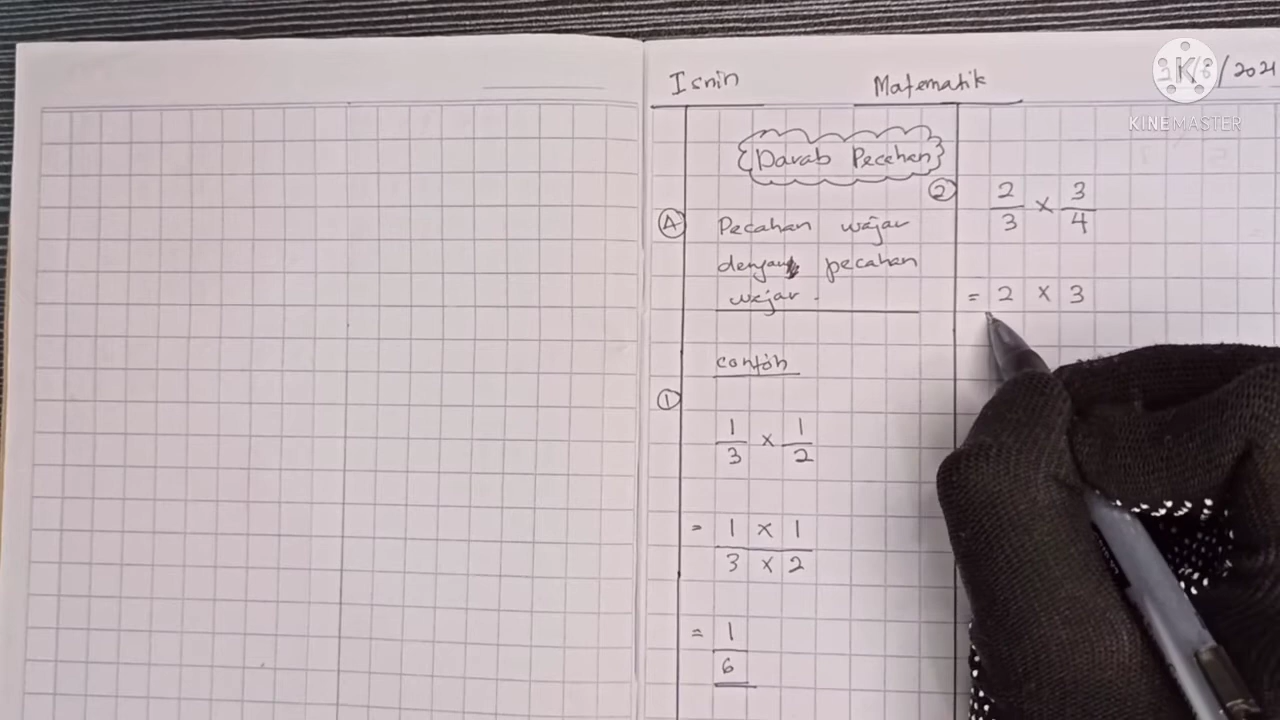 Isnin
Matematik
/2021
KINEMASTER
Darab Pecahan
A
Pecahan wajar
dengan pecahan
wajar.
Contoh
1
1/3 × 1/2
= 1 × 1
3 × 2
= 1
6
2
2/3 × 3/4
= 2 × 3